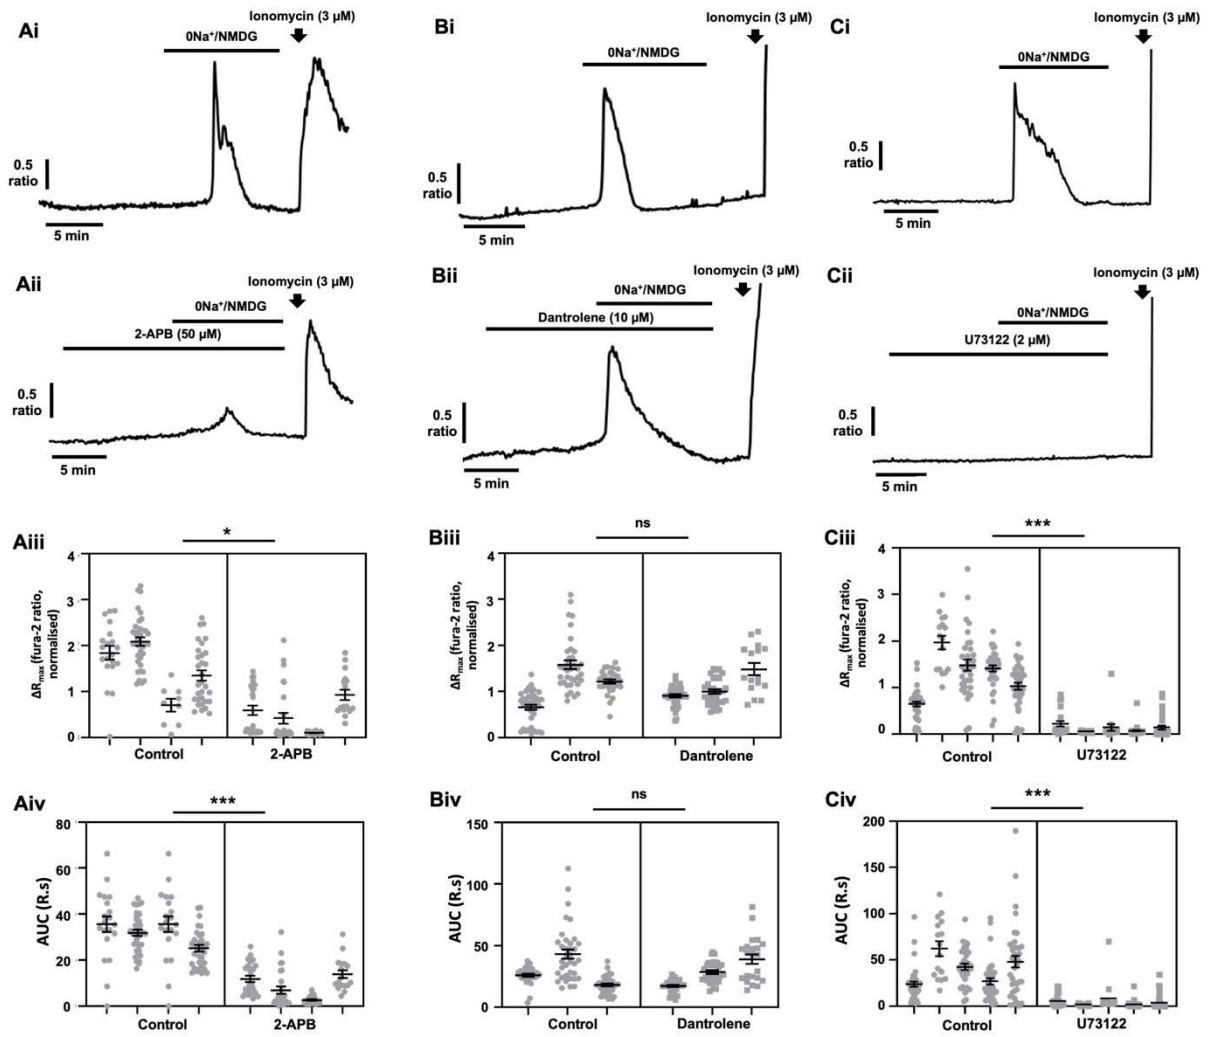 Ai
Ionomycin (3 µM)
0Na⁺/NMDG
0.5
ratio
5 min
Bi
Ionomycin (3 µM)
0Na⁺/NMDG
0.5
ratio
5 min
Ci
Ionomycin (3 µM)
0Na⁺/NMDG
0.5
ratio
5 min
Aii
Ionomycin (3 µM)
0Na⁺/NMDG
2-APB (50 µM)
0.5
ratio
5 min
Bii
Ionomycin (3 µM)
0Na⁺/NMDG
Dantrolene (10 µM)
0.5
ratio
5 min
Cii
Ionomycin (3 µM)
0Na⁺/NMDG
U73122 (2 µM)
0.5
ratio
5 min
Aiii
*
ΔRmax (fura-2 ratio,
normalised)
4
3
2
1
0
Control
2-APB
Biii
ns
ΔRmax (fura-2 ratio,
normalised)
4
3
2
1
0
Control
Dantrolene
Ciii
***
ΔRmax (fura-2 ratio,
normalised)
4
3
2
1
0
Control
U73122
Aiv
***
AUC (R.s)
80
60
40
20
0
Control
2-APB
Biv
ns
AUC (R.s)
150
100
50
0
Control
Dantrolene
Civ
***
AUC (R.s)
200
150
100
50
0
Control
U73122